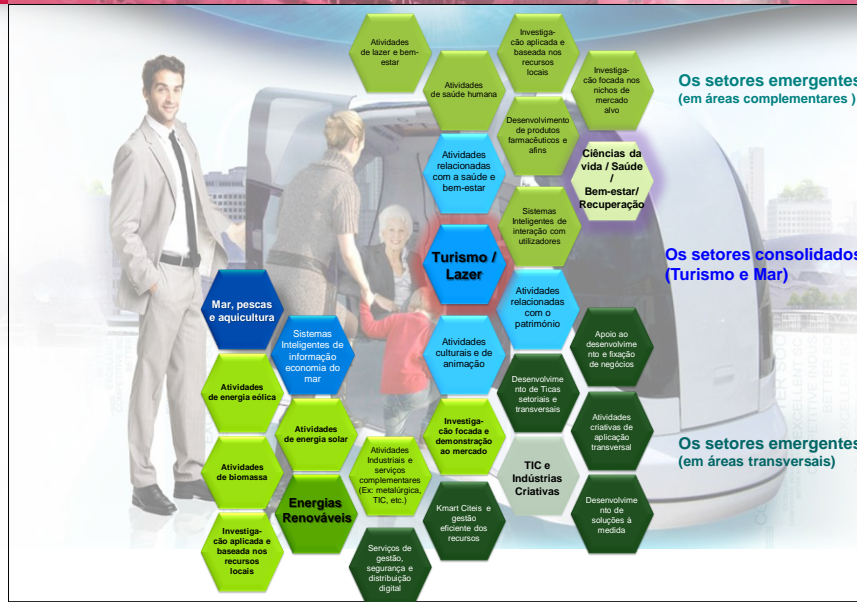 Atividades
de lazer e bem-
estar
Investiga-
cão aplicada e
baseada nos
recursos
locais
Atividades
de saúde humana
Investiga-
cão focada nos
nichos de
mercado
alvo
Os setores emergentes
(em áreas complementares )
Desenvolvimento
de produtos
farmacêuticos e
afins
Atividades
relacionadas
com a saúde e
bem-estar
Ciências da
vida / Saúde
/
Bem-estar/
Recuperação
Sistemas
Inteligentes de
interação com
utilizadores
Turismo /
Lazer
Os setores consolidados
(Turismo e Mar)
Mar, pescas
e aquicultura
Atividades
relacionadas
com o
património
Sistemas
Inteligentes de
informação
economia do
mar
Atividades
culturais e de
animação
Apoio ao
desenvolvime
nto e fixação
de negócios
Atividades
de energia eólica
Desenvolvime
nto de Ticas
setoriais e
transversais
Atividades
de energia solar
Investiga-
cão focada e
demonstração
ao mercado
Atividades
criativas de
aplicação
transversal
Os setores emergentes
(em áreas transversais)
Atividades
Industriais e
serviços
complementares
(Ex: metalúrgica,
TIC, etc.)
Atividades
de biomassa
TIC e
Indústrias
Criativas
Energias
Renováveis
Kmart Citeis e
gestão
eficiente dos
recursos
Desenvolvime
nto de
soluções à
medida
Investiga-
cão aplicada e
baseada nos
recursos
locais
Serviços de
gestão,
segurança e
distribuição
digital